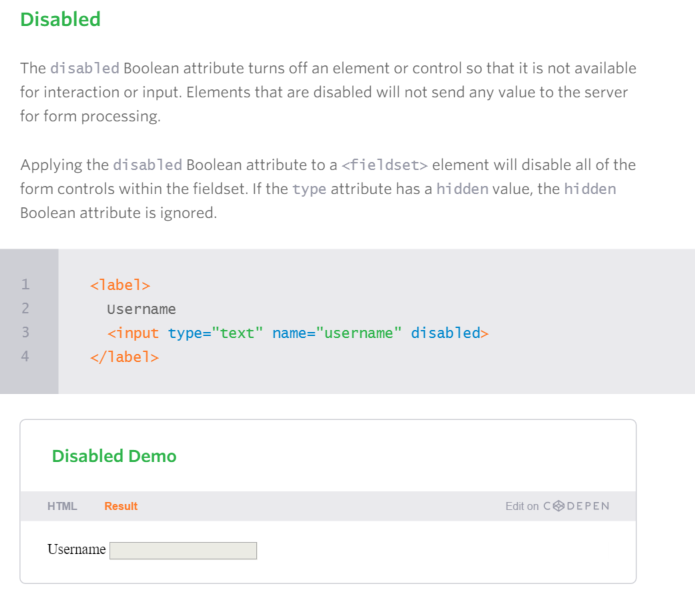 Disabled
The disabled Boolean attribute turns off an element or control so that it is not available
for interaction or input. Elements that are disabled will not send any value to the server
for form processing.
Applying the disabled Boolean attribute to a <fieldset> element will disable all of the
form controls within the fieldset. If the type attribute has a hidden value, the hidden
Boolean attribute is ignored.
1 <label>
2 Username
3 <input type="text" name="username" disabled>
4 </label>
Disabled Demo
HTML Result Edit on CODEPEN
Username